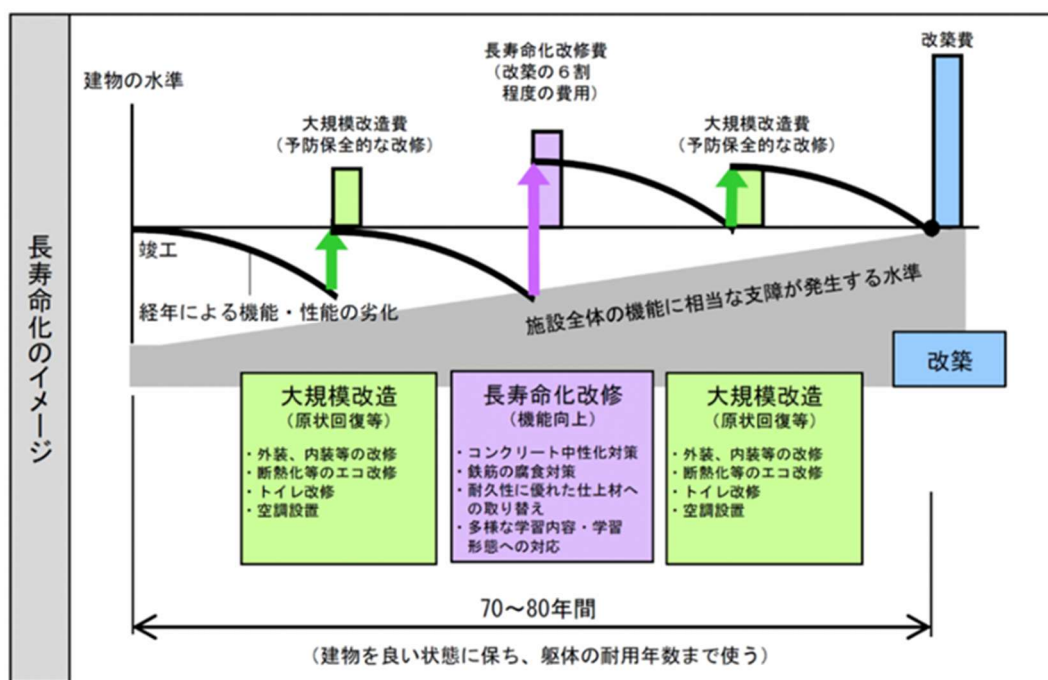 長寿命化のイメージ
建物の水準
大規模改造費
(予防保全的な改修)
長寿命化改修費
(改築の6割
程度の費用)
大規模改造費
(予防保全的な改修)
改築費
竣工
経年による機能・性能の劣化
施設全体の機能に相当な支障が発生する水準
改築
大規模改造
(原状回復等)
・外装、内装等の改修
・断熱化等のエコ改修
・トイレ改修
・空調設置
長寿命化改修
(機能向上)
・コンクリート中性化対策
・鉄筋の腐食対策
・耐久性に優れた仕上材へ
の取り替え
・多様な学習内容・学習
形態への対応
大規模改造
(原状回復等)
・外装、内装等の改修
・断熱化等のエコ改修
・トイレ改修
・空調設置
70～80年間
(建物を良い状態に保ち、躯体の耐用年数まで使う)